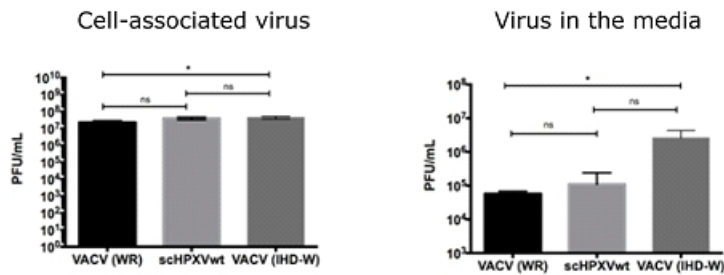 Cell-associated virus
Virus in the media
*
ns
ns
PFU/mL
10¹⁰
10⁹
10⁸
10⁷
10⁶
10⁵
10⁴
10³
10²
10¹
10⁰
VACV (WR) scHPXVwt VACV (IHD-W)
*
ns
ns
PFU/mL
10⁸
10⁷
10⁶
10⁵
10⁴
10³
VACV (WR) scHPXVwt VACV (IHD-W)